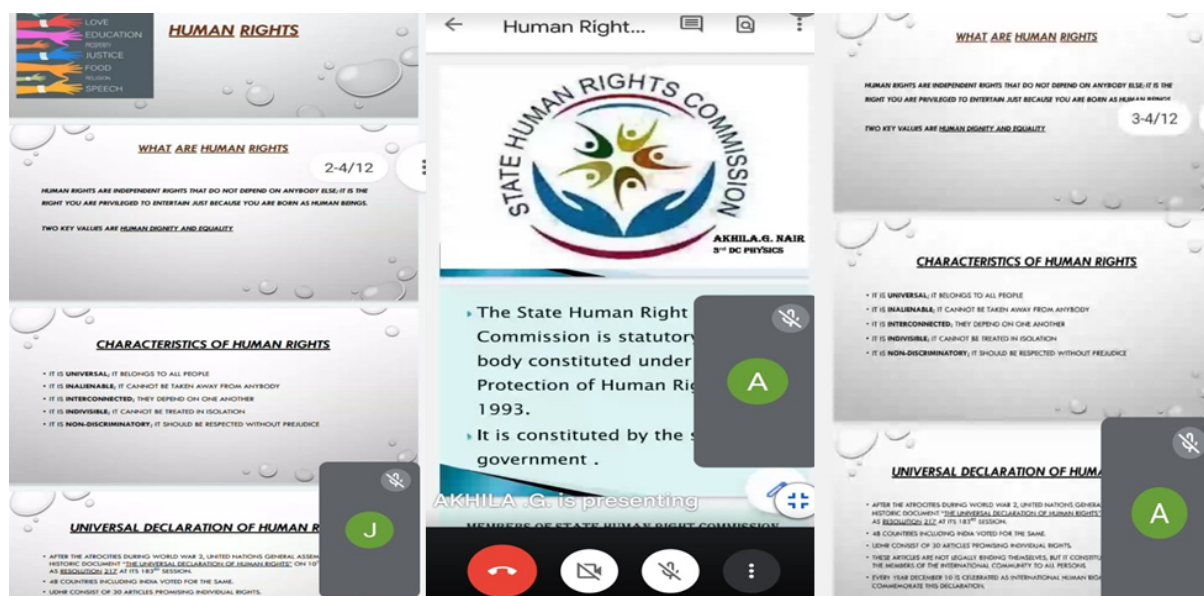 LOVE
EDUCATION
PROSPERITY
JUSTICE
FOOD
RELIGION
SPEECH
HUMAN RIGHTS
WHAT ARE HUMAN RIGHTS
2-4/12
HUMAN RIGHTS ARE INDEPENDENT RIGHTS THAT DO NOT DEPEND ON ANYBODY ELSE; IT IS THE
RIGHT YOU ARE PRIVILEGED TO ENTERTAIN JUST BECAUSE YOU ARE BORN AS HUMAN BEINGS.
TWO KEY VALUES ARE HUMAN DIGNITY AND EQUALITY
CHARACTERISTICS OF HUMAN RIGHTS
• IT IS UNIVERSAL; IT BELONGS TO ALL PEOPLE
• IT IS INALIENABLE; IT CANNOT BE TAKEN AWAY FROM ANYBODY
• IT IS INTERCONNECTED; THEY DEPEND ON ONE ANOTHER
• IT IS INDIVISIBLE; IT CANNOT BE TREATED IN ISOLATION
• IT IS NON-DISCRIMINATORY; IT SHOULD BE RESPECTED WITHOUT PREJUDICE
J
UNIVERSAL DECLARATION OF HUMAN R
• AFTER THE ATROCITIES DURING WORLD WAR 2, UNITED NATIONS GENERAL ASSEM
HISTORIC DOCUMENT "THE UNIVERSAL DECLARATION OF HUMAN RIGHTS" ON 10
AS RESOLUTION 217 AT ITS 183RD SESSION.
• 48 COUNTRIES INCLUDING INDIA VOTED FOR THE SAME.
• UDHR CONSIST OF 30 ARTICLES PROMISING INDIVIDUAL RIGHTS.
Human Right...
STATE HUMAN RIGHTS COMMISSION
AKHILA.G. NAIR
3rd DC PHYSICS
The State Human Right
Commission is statutory
body constituted under
Protection of Human Rig
1993.
It is constituted by the s
government .
A
AKHILA .G. is presenting
MEMBERS OF STATE HUMAN RIGHT COMMISSION
WHAT ARE HUMAN RIGHTS
HUMAN RIGHTS ARE INDEPENDENT RIGHTS THAT DO NOT DEPEND ON ANYBODY ELSE; IT IS THE
RIGHT YOU ARE PRIVILEGED TO ENTERTAIN JUST BECAUSE YOU ARE BORN AS HUMAN BEINGS
3-4/12
TWO KEY VALUES ARE HUMAN DIGNITY AND EQUALITY
CHARACTERISTICS OF HUMAN RIGHTS
• IT IS UNIVERSAL; IT BELONGS TO ALL PEOPLE
• IT IS INALIENABLE; IT CANNOT BE TAKEN AWAY FROM ANYBODY
• IT IS INTERCONNECTED; THEY DEPEND ON ONE ANOTHER
• IT IS INDIVISIBLE; IT CANNOT BE TREATED IN ISOLATION
• IT IS NON-DISCRIMINATORY; IT SHOULD BE RESPECTED WITHOUT PREJUDICE
UNIVERSAL DECLARATION OF HUMA
• AFTER THE ATROCITIES DURING WORLD WAR 2, UNITED NATIONS GENERA
HISTORIC DOCUMENT "THE UNIVERSAL DECLARATION OF HUMAN RIGHTS"
AS RESOLUTION 217 AT ITS 183RD SESSION.
• 48 COUNTRIES INCLUDING INDIA VOTED FOR THE SAME.
• UDHR CONSIST OF 30 ARTICLES PROMISING INDIVIDUAL RIGHTS.
• THESE ARTICLES ARE NOT LEGALLY BINDING THEMSELVES, BUT IT CONSTITU
THE MEMBERS OF THE INTERNATIONAL COMMUNITY TO ALL PERSONS
• EVERY YEAR DECEMBER 10 IS CELEBRATED AS INTERNATIONAL HUMAN RIG
COMMEMORATE THIS DECLARATION.
A